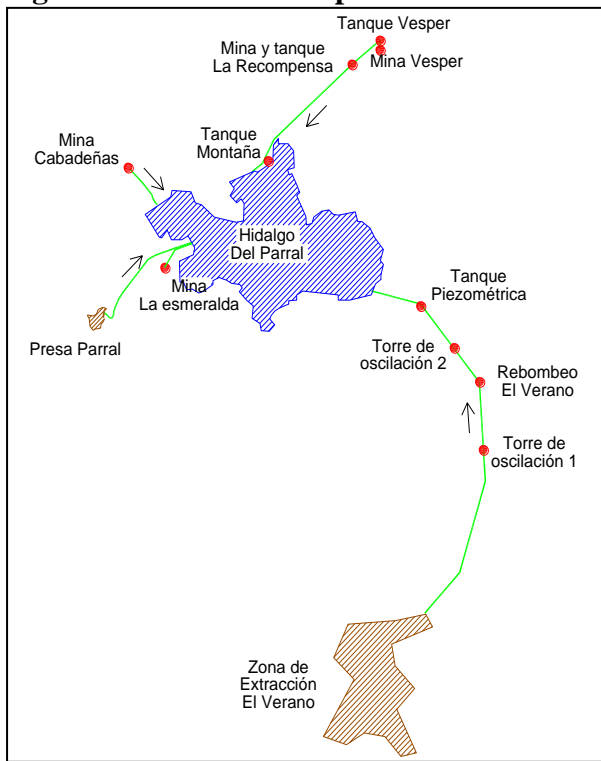 Tanque Vesper
Mina y tanque
La Recompensa
Mina Vesper
Mina
Cabadeñas
Tanque
Montaña
Hidalgo
Del Parral
Mina
La esmeralda
Presa Parral
Tanque
Piezométrica
Torre de
oscilación 2
Rebombeo
El Verano
Torre de
oscilación 1
Zona de
Extracción
El Verano